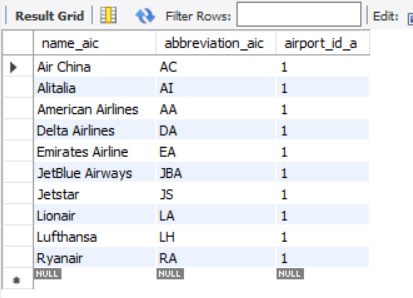 Result Grid Filter Rows: Edit:
name_aic abbreviation_aic airport_id_a
Air China AC 1
Alitalia AI 1
American Airlines AA 1
Delta Airlines DA 1
Emirates Airline EA 1
JetBlue Airways JBA 1
Jetstar JS 1
Lionair LA 1
Lufthansa LH 1
Ryanair RA 1
NULL NULL NULL